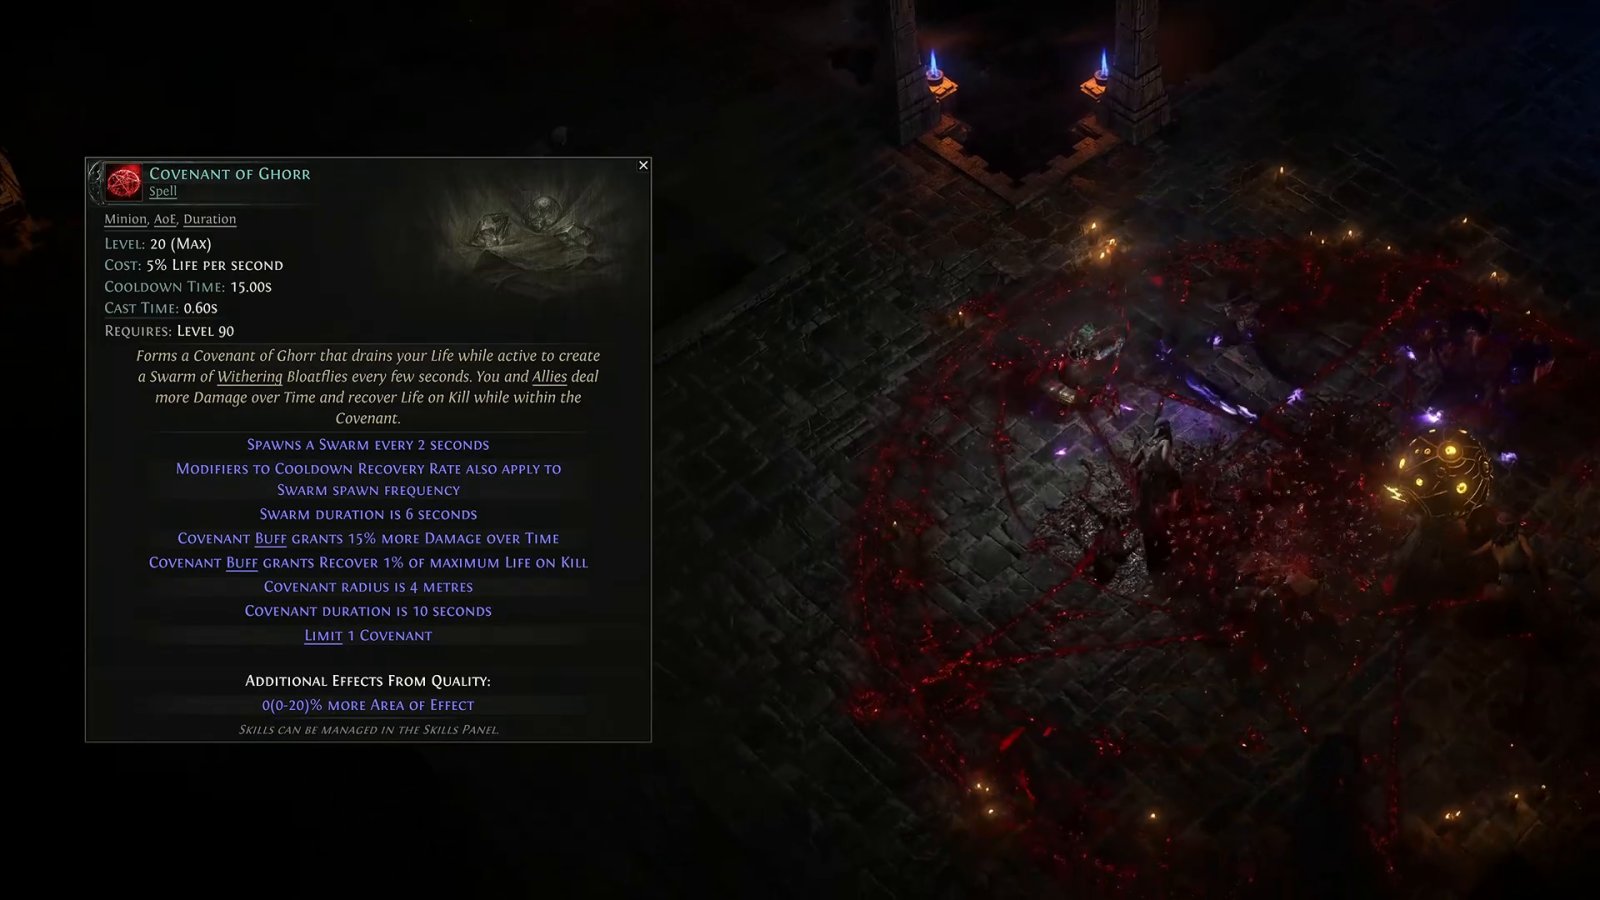 Covenant of Ghorr
Spell
Minion, AoE, Duration
Level: 20 (Max)
Cost: 5% Life per second
Cooldown Time: 15.00s
Cast Time: 0.60s
Requires: Level 90
Forms a Covenant of Ghorr that drains your Life while active to create
a Swarm of Withering Bloatflies every few seconds. You and Allies deal
more Damage over Time and recover Life on Kill while within the
Covenant.
Spawns a Swarm every 2 seconds
Modifiers to Cooldown Recovery Rate also apply to
Swarm spawn frequency
Swarm duration is 6 seconds
Covenant Buff grants 15% more Damage over Time
Covenant Buff grants Recover 1% of maximum Life on Kill
Covenant radius is 4 metres
Covenant duration is 10 seconds
Limit 1 Covenant
Additional Effects From Quality:
0(0-20)% more Area of Effect
Skills can be managed in the Skills Panel.